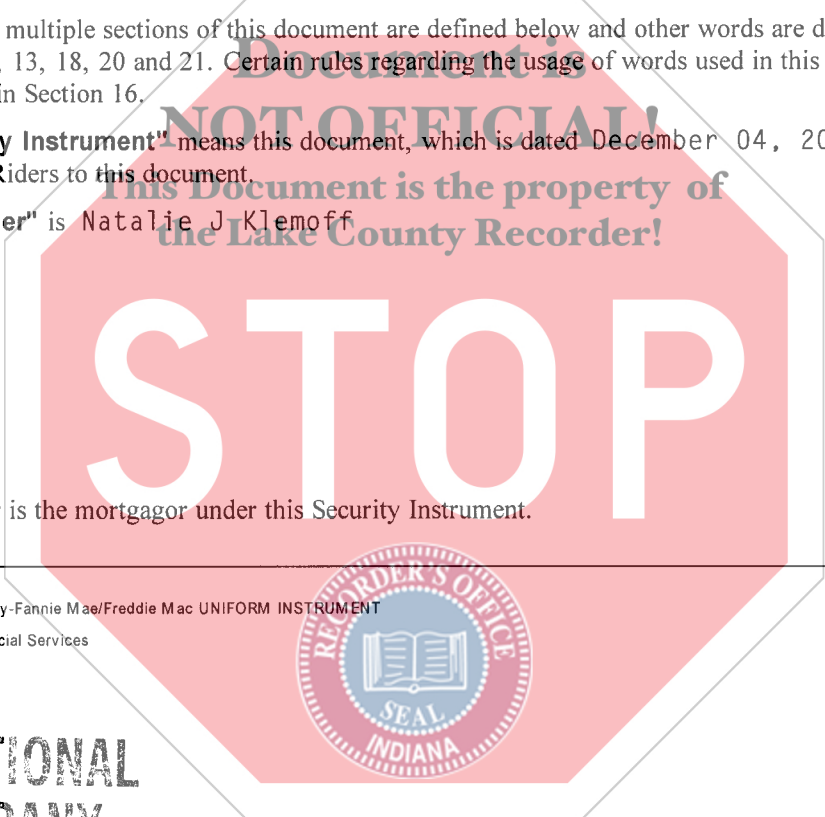 multiple sections of this document are defined below and other words are d
, 13, 18, 20 and 21. Certain rules regarding the usage of words used in this
in Section 16.
Document is
NOT OFFICIAL!
This Document is the property of
the Lake County Recorder!
y Instrument" means this document, which is dated December 04, 20
Riders to this document.
er" is Natalie J Klemoff
STOP
is the mortgagor under this Security Instrument.
y-Fannie Mae/Freddie Mac UNIFORM INSTRUMENT
cial Services
RECORDER'S OFFICE
SEAL
INDIANA
TIONAL
PANY